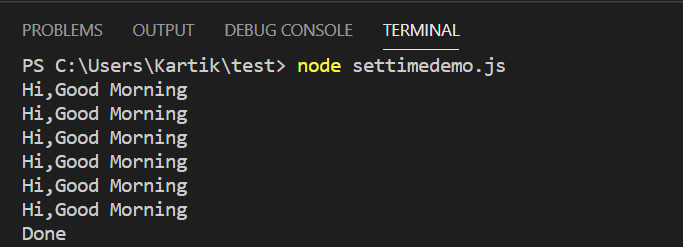 PROBLEMS OUTPUT DEBUG CONSOLE TERMINAL
PS C:\Users\Kartik\test> node settimedemo.js
Hi,Good Morning
Hi,Good Morning
Hi,Good Morning
Hi,Good Morning
Hi,Good Morning
Hi,Good Morning
Done